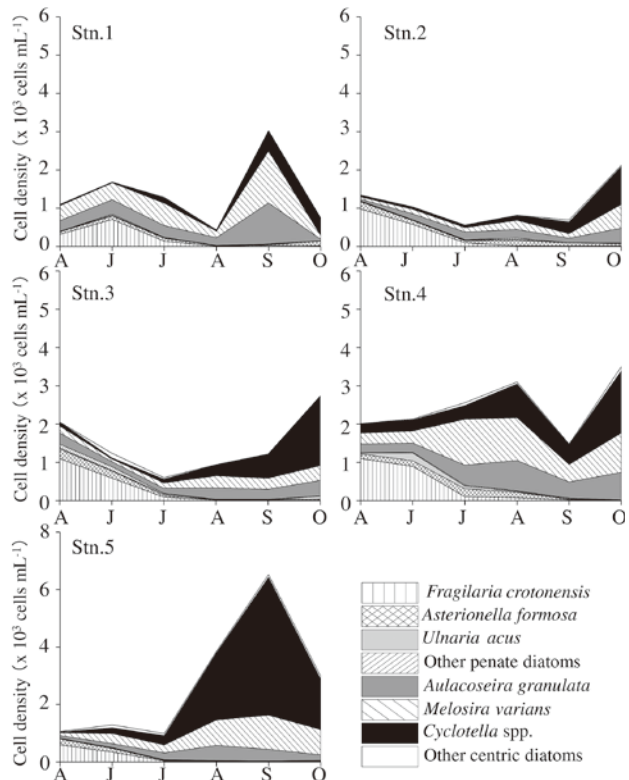 Stn.1
Cell density (x 10³ cells mL⁻¹)
6
5
4
3
2
1
0
A J J A S O
Stn.2
6
5
4
3
2
1
0
A J J A S O
Stn.3
Cell density (x 10³ cells mL⁻¹)
6
5
4
3
2
1
0
A J J A S O
Stn.4
6
5
4
3
2
1
0
A J J A S O
Stn.5
Cell density (x 10³ cells mL⁻¹)
8
6
4
2
0
A J J A S O
Fragilaria crotonensis
Asterionella formosa
Ulnaria acus
Other penate diatoms
Aulacoseira granulata
Melosira varians
Cyclotella spp.
Other centric diatoms